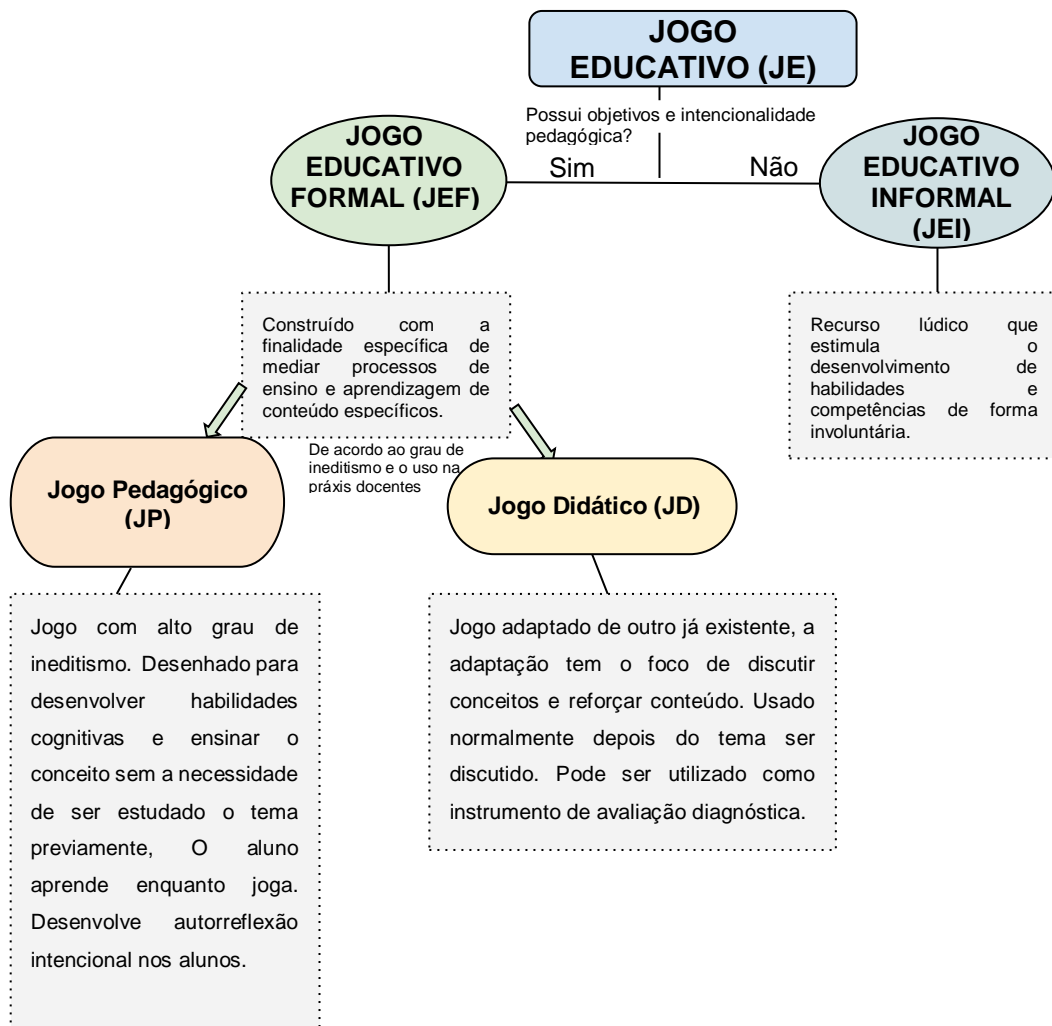 JOGO
EDUCATIVO (JE)
Possui objetivos e intencionalidade
pedagógica?
Sim
Não
JOGO
EDUCATIVO
FORMAL (JEF)
JOGO
EDUCATIVO
INFORMAL
(JEI)
Construído com a
finalidade específica de
mediar processos de
ensino e aprendizagem de
conteúdo específicos.
Recurso lúdico que
estimula o
desenvolvimento de
habilidades e
competências de forma
involuntária.
De acordo ao grau de
ineditismo e o uso na
práxis docentes
Jogo Pedagógico
(JP)
Jogo Didático (JD)
Jogo com alto grau de
ineditismo. Desenhado para
desenvolver habilidades
cognitivas e ensinar o
conceito sem a necessidade
de ser estudado o tema
previamente, O aluno
aprende enquanto joga.
Desenvolve autorreflexão
intencional nos alunos.
Jogo adaptado de outro já existente, a
adaptação tem o foco de discutir
conceitos e reforçar conteúdo. Usado
normalmente depois do tema ser
discutido. Pode ser utilizado como
instrumento de avaliação diagnóstica.